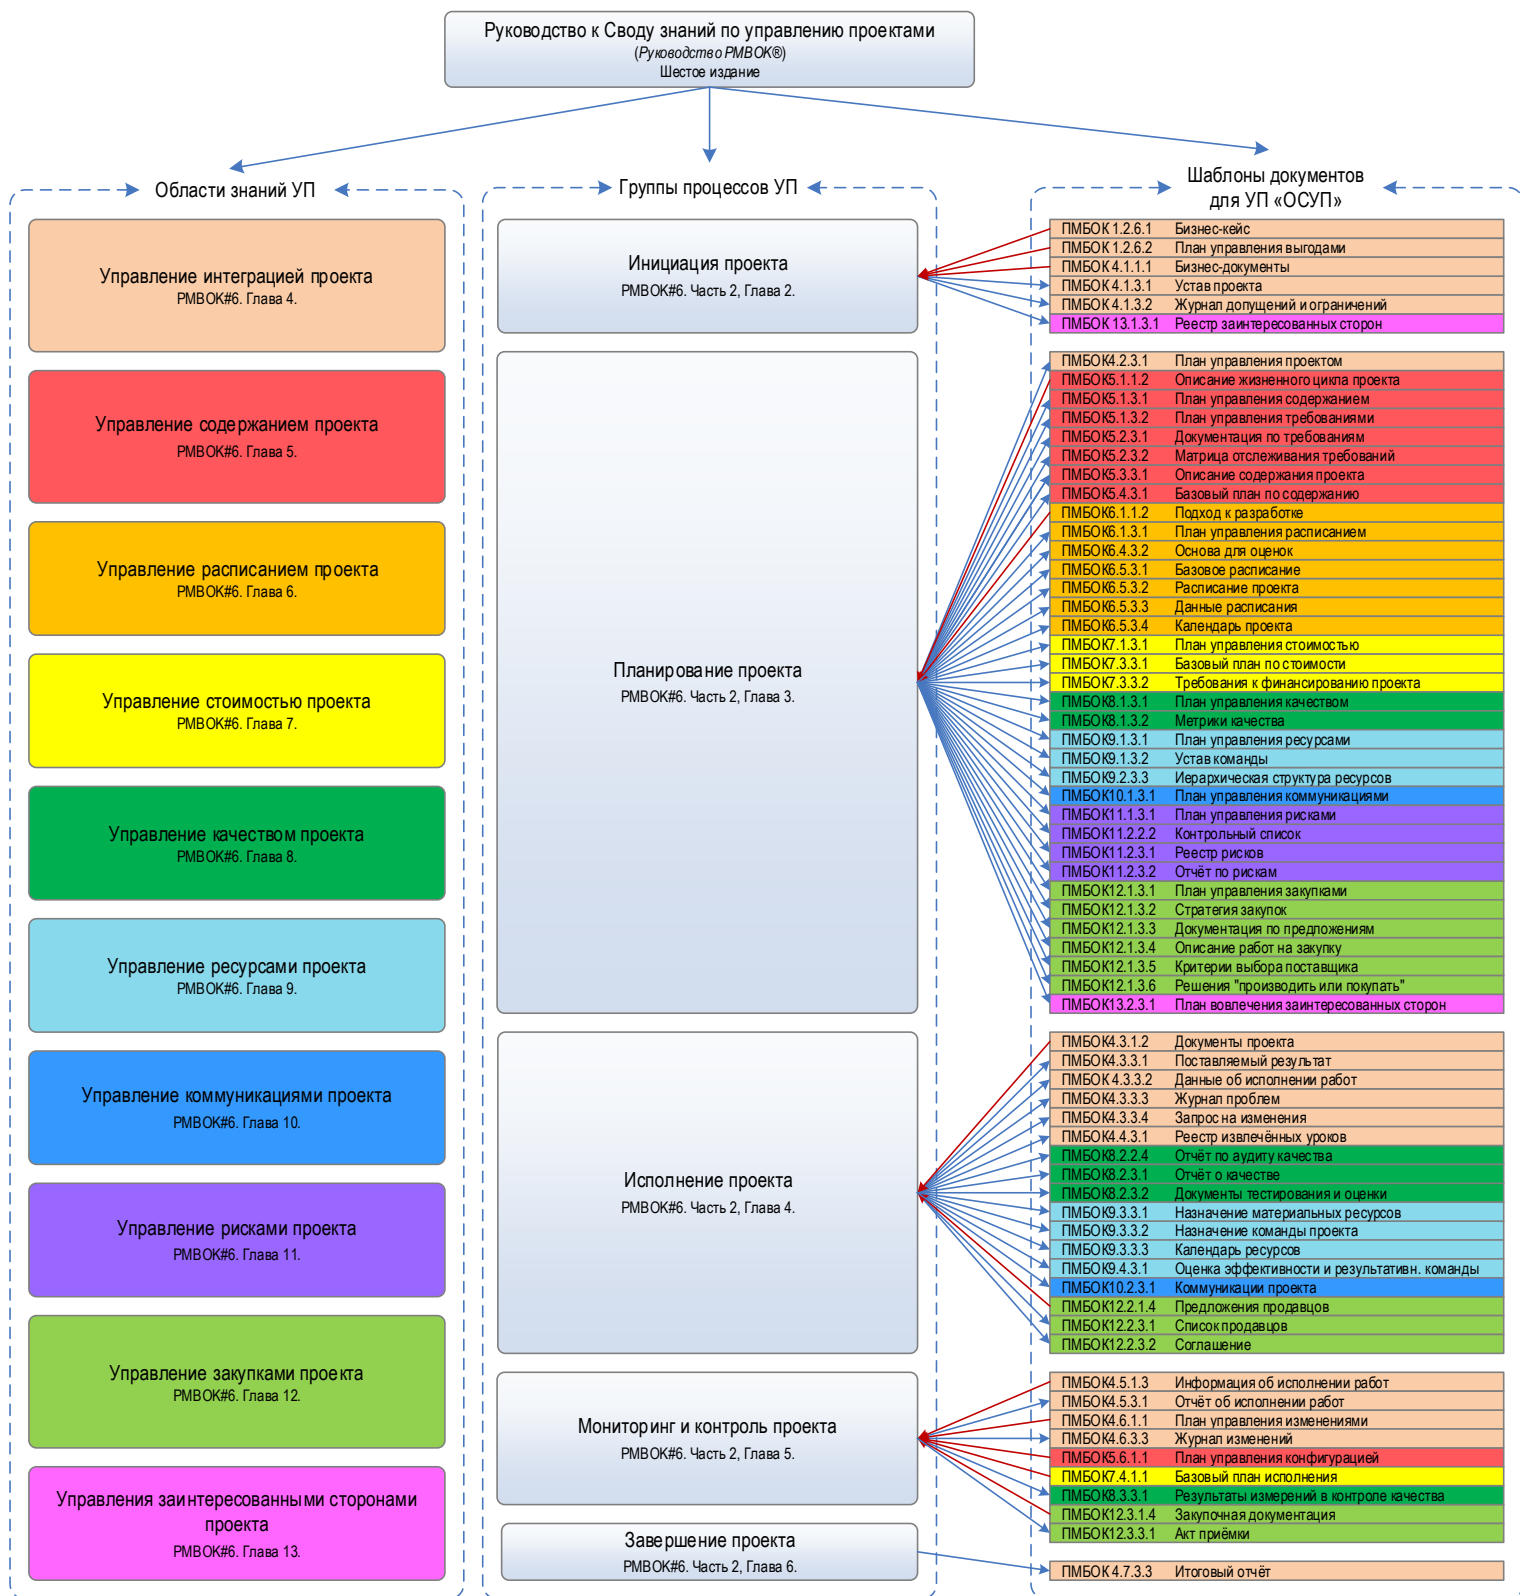 Руководство к Своду знаний по управлению проектами
(Руководство PMBOK®)
Шестое издание
Области знаний УП
Управление интеграцией проекта
PMBOK#6. Глава 4.
Управление содержанием проекта
PMBOK#6. Глава 5.
Управление расписанием проекта
PMBOK#6. Глава 6.
Управление стоимостью проекта
PMBOK#6. Глава 7.
Управление качеством проекта
PMBOK#6. Глава 8.
Управление ресурсами проекта
PMBOK#6. Глава 9.
Управление коммуникациями проекта
PMBOK#6. Глава 10.
Управление рисками проекта
PMBOK#6. Глава 11.
Управление закупками проекта
PMBOK#6. Глава 12.
Управления заинтересованными сторонами
проекта
PMBOK#6. Глава 13.
Группы процессов УП
Инициация проекта
PMBOK#6. Часть 2, Глава 2.
Планирование проекта
PMBOK#6. Часть 2, Глава 3.
Исполнение проекта
PMBOK#6. Часть 2, Глава 4.
Мониторинг и контроль проекта
PMBOK#6. Часть 2, Глава 5.
Завершение проекта
PMBOK#6. Часть 2, Глава 6.
Шаблоны документов
для УП «ОСУП»
ПМБОК 1.2.6.1 Бизнес-кейс
ПМБОК 1.2.6.2 План управления выгодами
ПМБОК 4.1.1.1 Бизнес-документы
ПМБОК 4.1.3.1 Устав проекта
ПМБОК 4.1.3.2 Журнал допущений и ограничений
ПМБОК 13.1.3.1 Реестр заинтересованных сторон
ПМБОК4.2.3.1 План управления проектом
ПМБОК5.1.1.2 Описание жизненного цикла проекта
ПМБОК5.1.3.1 План управления содержанием
ПМБОК5.1.3.2 План управления требованиями
ПМБОК5.2.3.1 Документация по требованиям
ПМБОК5.2.3.2 Матрица отслеживания требований
ПМБОК5.3.3.1 Описание содержания проекта
ПМБОК5.4.3.1 Базовый план по содержанию
ПМБОК6.1.1.2 Подход к разработке
ПМБОК6.1.3.1 План управления расписанием
ПМБОК6.4.3.2 Основа для оценок
ПМБОК6.5.3.1 Базовое расписание
ПМБОК6.5.3.2 Расписание проекта
ПМБОК6.5.3.3 Данные расписания
ПМБОК6.5.3.4 Календарь проекта
ПМБОК7.1.3.1 План управления стоимостью
ПМБОК7.3.3.1 Базовый план по стоимости
ПМБОК7.3.3.2 Требования к финансированию проекта
ПМБОК8.1.3.1 План управления качеством
ПМБОК8.1.3.2 Метрики качества
ПМБОК9.1.3.1 План управления ресурсами
ПМБОК9.1.3.2 Устав команды
ПМБОК9.2.3.3 Иерархическая структура ресурсов
ПМБОК10.1.3.1 План управления коммуникациями
ПМБОК11.1.3.1 План управления рисками
ПМБОК11.2.2.2 Контрольный список
ПМБОК11.2.3.1 Реестр рисков
ПМБОК11.2.3.2 Отчёт по рискам
ПМБОК12.1.3.1 План управления закупками
ПМБОК12.1.3.2 Стратегия закупок
ПМБОК12.1.3.3 Документация по предложениям
ПМБОК12.1.3.4 Описание работ на закупку
ПМБОК12.1.3.5 Критерии выбора поставщика
ПМБОК12.1.3.6 Решения "производить или покупать"
ПМБОК13.2.3.1 План вовлечения заинтересованных сторон
ПМБОК4.3.1.2 Документы проекта
ПМБОК4.3.3.1 Поставляемый результат
ПМБОК 4.3.3.2 Данные об исполнении работ
ПМБОК4.3.3.3 Журнал проблем
ПМБОК4.3.3.4 Запрос на изменения
ПМБОК4.4.3.1 Реестр извлечённых уроков
ПМБОК8.2.2.4 Отчёт по аудиту качества
ПМБОК8.2.3.1 Отчёт о качестве
ПМБОК8.2.3.2 Документы тестирования и оценки
ПМБОК9.3.3.1 Назначение материальных ресурсов
ПМБОК9.3.3.2 Назначение команды проекта
ПМБОК9.3.3.3 Календарь ресурсов
ПМБОК9.4.3.1 Оценка эффективности и результативн. команды
ПМБОК10.2.3.1 Коммуникации проекта
ПМБОК12.2.1.4 Предложения продавцов
ПМБОК12.2.3.1 Список продавцов
ПМБОК12.2.3.2 Соглашение
ПМБОК4.5.1.3 Информация об исполнении работ
ПМБОК4.5.3.1 Отчёт об исполнении работ
ПМБОК4.6.1.1 План управления изменениями
ПМБОК4.6.3.3 Журнал изменений
ПМБОК5.6.1.1 План управления конфигурацией
ПМБОК7.4.1.1 Базовый план исполнения
ПМБОК8.3.3.1 Результаты измерений в контроле качества
ПМБОК12.3.1.4 Закупочная документация
ПМБОК12.3.3.1 Акт приёмки
ПМБОК 4.7.3.3 Итоговый отчёт